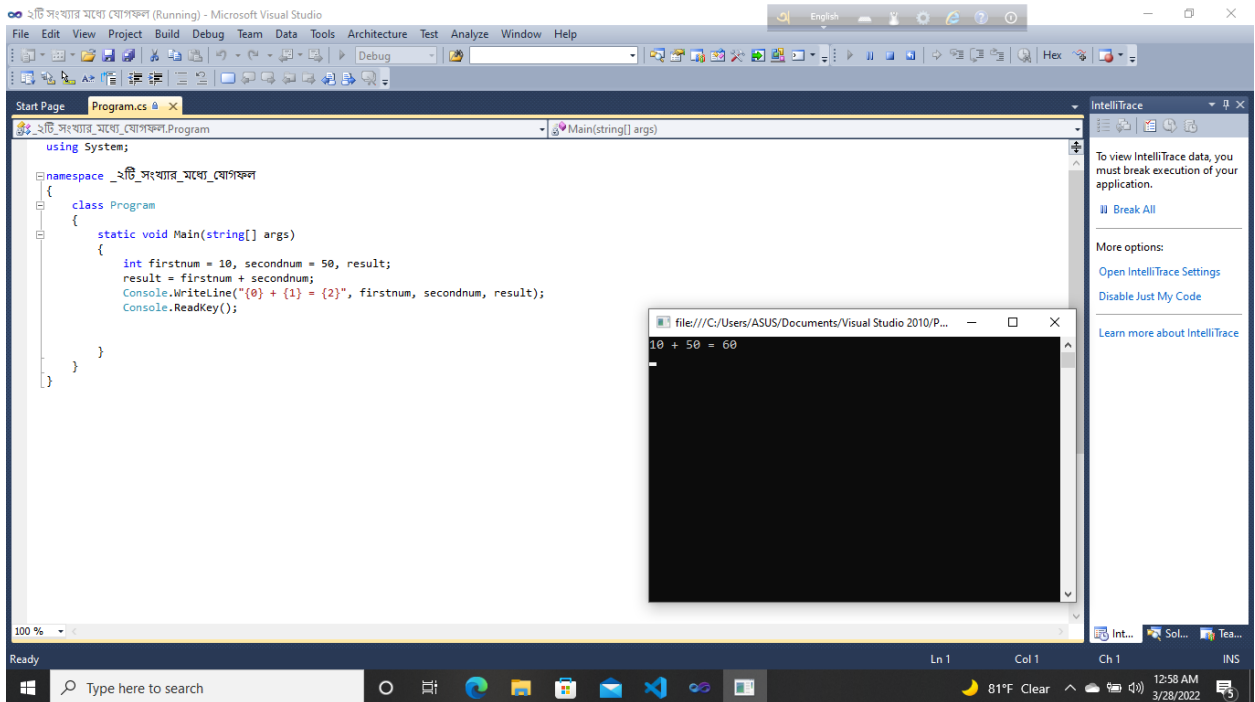 ২টি সংখ্যার মধ্যে যোগফল (Running) - Microsoft Visual Studio
English
File Edit View Project Build Debug Team Data Tools Architecture Test Analyze Window Help
Debug
Hex
Start Page Program.cs
_২টি_সংখ্যার_মধ্যে_যোগফল.Program
Main(string[] args)
using System;
namespace _২টি_সংখ্যার_মধ্যে_যোগফল
{
class Program
{
static void Main(string[] args)
{
int firstnum = 10, secondnum = 50, result;
result = firstnum + secondnum;
Console.WriteLine("{0} + {1} = {2}", firstnum, secondnum, result);
Console.ReadKey();
}
}
}
file:///C:/Users/ASUS/Documents/Visual Studio 2010/P...
10 + 50 = 60
IntelliTrace
To view IntelliTrace data, you
must break execution of your
application.
Break All
More options:
Open IntelliTrace Settings
Disable Just My Code
Learn more about IntelliTrace
100 %
Int... Sol... Tea...
Ready Ln 1 Col 1 Ch 1 INS
Type here to search
81°F Clear
12:58 AM
3/28/2022
5